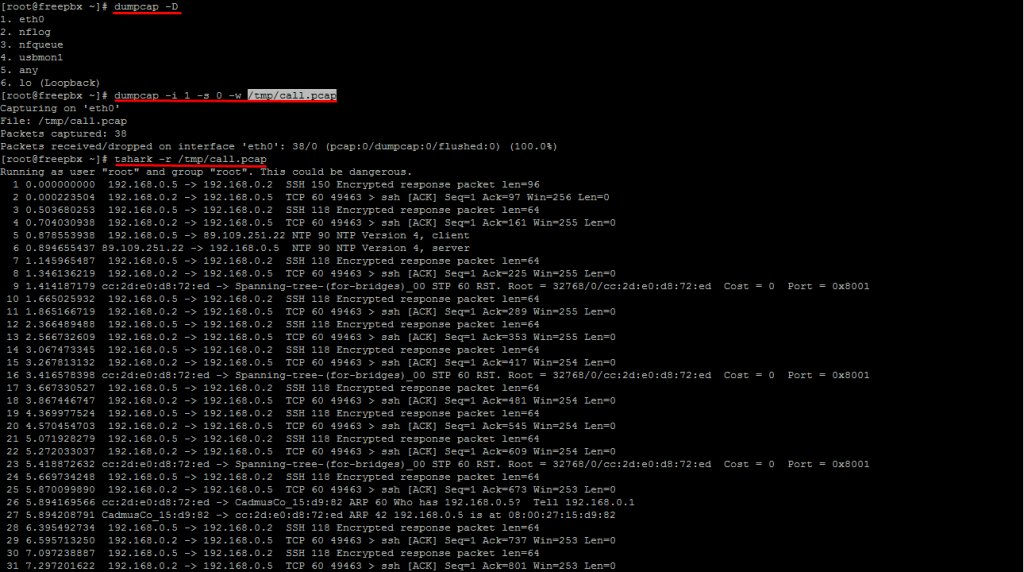 [root@freepbx ~]# dumpcap -D
1. eth0
2. nflog
3. nfqueue
4. usbmon1
5. any
6. lo (Loopback)
[root@freepbx ~]# dumpcap -i 1 -s 0 -w /tmp/call.pcap
Capturing on 'eth0'
File: /tmp/call.pcap
Packets captured: 38
Packets received/dropped on interface 'eth0': 38/0 (pcap:0/dumpcap:0/flushed:0) (100.0%)
[root@freepbx ~]# tshark -r /tmp/call.pcap
Running as user "root" and group "root". This could be dangerous.
1 0.000000000 192.168.0.5 -> 192.168.0.2 SSH 150 Encrypted response packet len=96
2 0.000223504 192.168.0.2 -> 192.168.0.5 TCP 60 49463 > ssh [ACK] Seq=1 Ack=97 Win=256 Len=0
3 0.503680253 192.168.0.5 -> 192.168.0.2 SSH 118 Encrypted response packet len=64
4 0.704030938 192.168.0.2 -> 192.168.0.5 TCP 60 49463 > ssh [ACK] Seq=1 Ack=161 Win=255 Len=0
5 0.878553938 192.168.0.5 -> 89.109.251.22 NTP 90 NTP Version 4, client
6 0.894655437 89.109.251.22 -> 192.168.0.5 NTP 90 NTP Version 4, server
7 1.145965487 192.168.0.5 -> 192.168.0.2 SSH 118 Encrypted response packet len=64
8 1.346136219 192.168.0.2 -> 192.168.0.5 TCP 60 49463 > ssh [ACK] Seq=1 Ack=225 Win=255 Len=0
9 1.414187179 cc:2d:e0:d8:72:ed -> Spanning-tree-(for-bridges)_00 STP 60 RST. Root = 32768/0/cc:2d:e0:d8:72:ed Cost = 0 Port = 0x8001
10 1.665025932 192.168.0.5 -> 192.168.0.2 SSH 118 Encrypted response packet len=64
11 1.865166719 192.168.0.2 -> 192.168.0.5 TCP 60 49463 > ssh [ACK] Seq=1 Ack=289 Win=255 Len=0
12 2.366489488 192.168.0.5 -> 192.168.0.2 SSH 118 Encrypted response packet len=64
13 2.566732609 192.168.0.2 -> 192.168.0.5 TCP 60 49463 > ssh [ACK] Seq=1 Ack=353 Win=255 Len=0
14 3.067473345 192.168.0.5 -> 192.168.0.2 SSH 118 Encrypted response packet len=64
15 3.267813132 192.168.0.2 -> 192.168.0.5 TCP 60 49463 > ssh [ACK] Seq=1 Ack=417 Win=254 Len=0
16 3.416578398 cc:2d:e0:d8:72:ed -> Spanning-tree-(for-bridges)_00 STP 60 RST. Root = 32768/0/cc:2d:e0:d8:72:ed Cost = 0 Port = 0x8001
17 3.667330527 192.168.0.5 -> 192.168.0.2 SSH 118 Encrypted response packet len=64
18 3.867446747 192.168.0.2 -> 192.168.0.5 TCP 60 49463 > ssh [ACK] Seq=1 Ack=481 Win=254 Len=0
19 4.369977524 192.168.0.5 -> 192.168.0.2 SSH 118 Encrypted response packet len=64
20 4.570454703 192.168.0.2 -> 192.168.0.5 TCP 60 49463 > ssh [ACK] Seq=1 Ack=545 Win=254 Len=0
21 5.071928279 192.168.0.5 -> 192.168.0.2 SSH 118 Encrypted response packet len=64
22 5.272033037 192.168.0.2 -> 192.168.0.5 TCP 60 49463 > ssh [ACK] Seq=1 Ack=609 Win=254 Len=0
23 5.418872632 cc:2d:e0:d8:72:ed -> Spanning-tree-(for-bridges)_00 STP 60 RST. Root = 32768/0/cc:2d:e0:d8:72:ed Cost = 0 Port = 0x8001
24 5.669734248 192.168.0.5 -> 192.168.0.2 SSH 118 Encrypted response packet len=64
25 5.870099890 192.168.0.2 -> 192.168.0.5 TCP 60 49463 > ssh [ACK] Seq=1 Ack=673 Win=253 Len=0
26 5.894169566 cc:2d:e0:d8:72:ed -> CadmusCo_15:d9:82 ARP 60 Who has 192.168.0.5? Tell 192.168.0.1
27 5.894208791 CadmusCo_15:d9:82 -> cc:2d:e0:d8:72:ed ARP 42 192.168.0.5 is at 08:00:27:15:d9:82
28 6.395492734 192.168.0.5 -> 192.168.0.2 SSH 118 Encrypted response packet len=64
29 6.595713250 192.168.0.2 -> 192.168.0.5 TCP 60 49463 > ssh [ACK] Seq=1 Ack=737 Win=253 Len=0
30 7.097238887 192.168.0.5 -> 192.168.0.2 SSH 118 Encrypted response packet len=64
31 7.297201622 192.168.0.2 -> 192.168.0.5 TCP 60 49463 > ssh [ACK] Seq=1 Ack=801 Win=253 Len=0